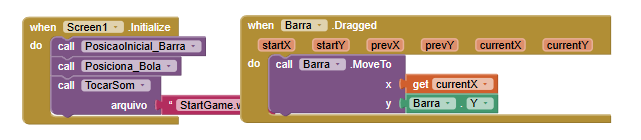 when Screen1 .Initialize
do call PosicaoInicial_Barra
call Posiciona_Bola
call TocarSom
arquivo " StartGame.w
when Barra .Dragged
startX startY prevX prevY currentX currentY
do call Barra .MoveTo
x get currentX
y Barra . Y